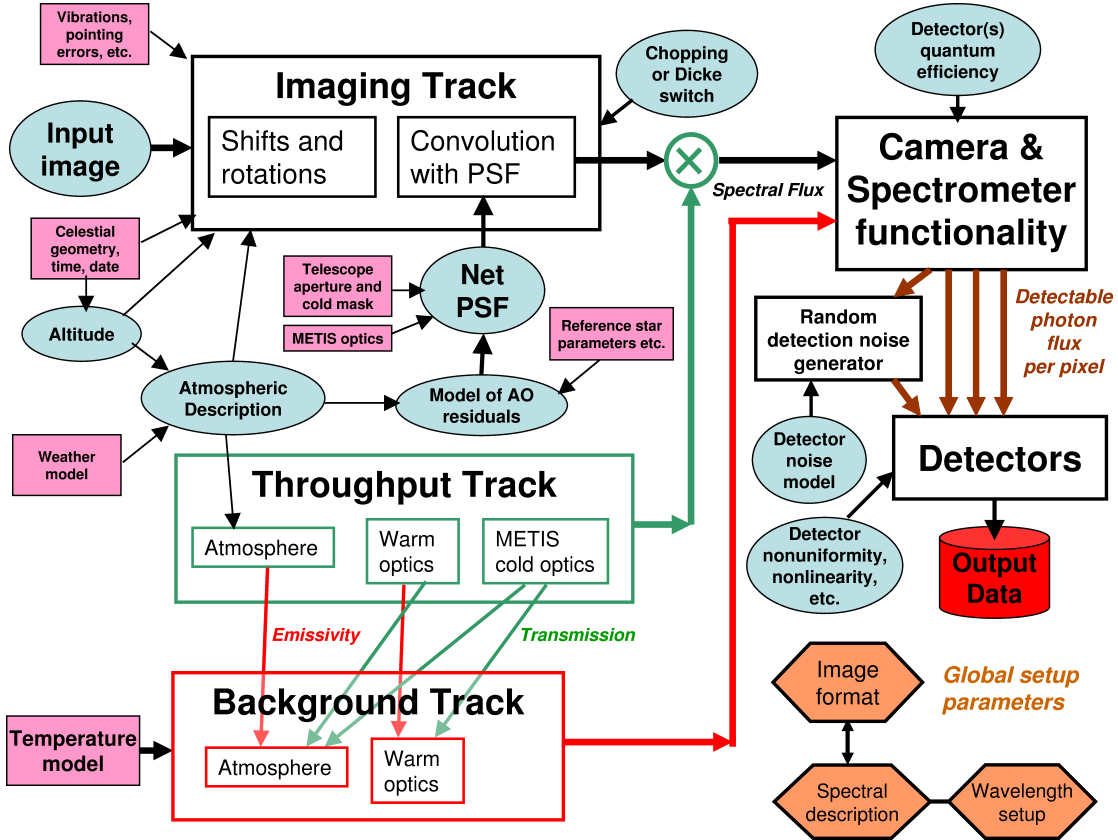 Vibrations,
pointing
errors, etc.
Imaging Track
Chopping
or Dicke
switch
Detector(s)
quantum
efficiency
Input
image
Shifts and
rotations
Convolution
with PSF
Spectral Flux
Camera &
Spectrometer
functionality
Celestial
geometry,
time, date
Telescope
aperture and
cold mask
METIS optics
Net
PSF
Reference star
parameters etc.
Altitude
Atmospheric
Description
Model of AO
residuals
Weather
model
Random
detection noise
generator
Detectable
photon
flux
per pixel
Detector
noise
model
Detectors
Detector
nonuniformity,
nonlinearity,
etc.
Output
Data
Throughput Track
Atmosphere
Warm
optics
METIS
cold optics
Emissivity
Transmission
Background Track
Temperature
model
Atmosphere
Warm
optics
Image
format
Global setup
parameters
Spectral
description
Wavelength
setup